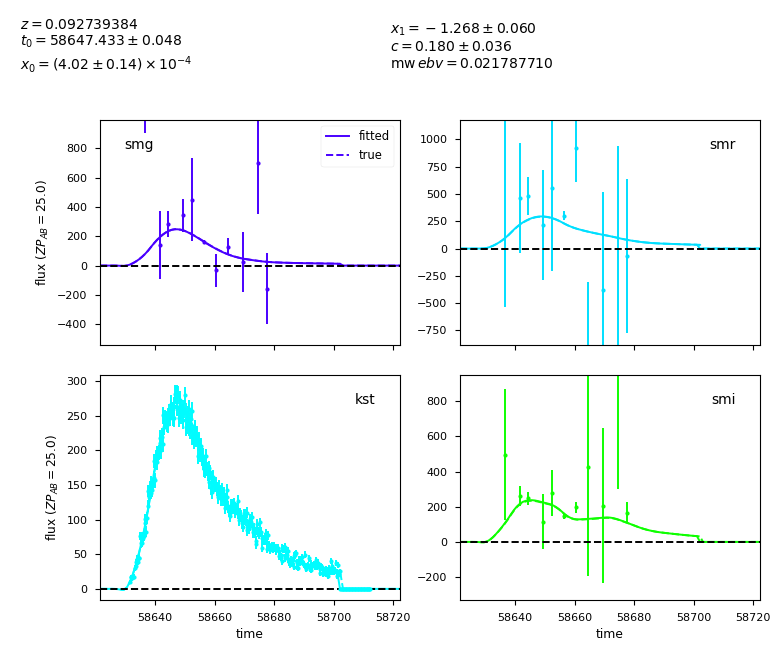 z = 0.092739384
t₀ = 58647.433 ± 0.048
x₀ = (4.02 ± 0.14) × 10⁻⁴
x₁ = −1.268 ± 0.060
c = 0.180 ± 0.036
mw ebv = 0.021787710
smg
fitted
true
800
600
400
200
0
−200
−400
flux (ZP_AB = 25.0)
smr
1000
750
500
250
0
−250
−500
−750
kst
300
250
200
150
100
50
0
flux (ZP_AB = 25.0)
58640 58660 58680 58700 58720
time
smi
800
600
400
200
0
−200
58640 58660 58680 58700 58720
time